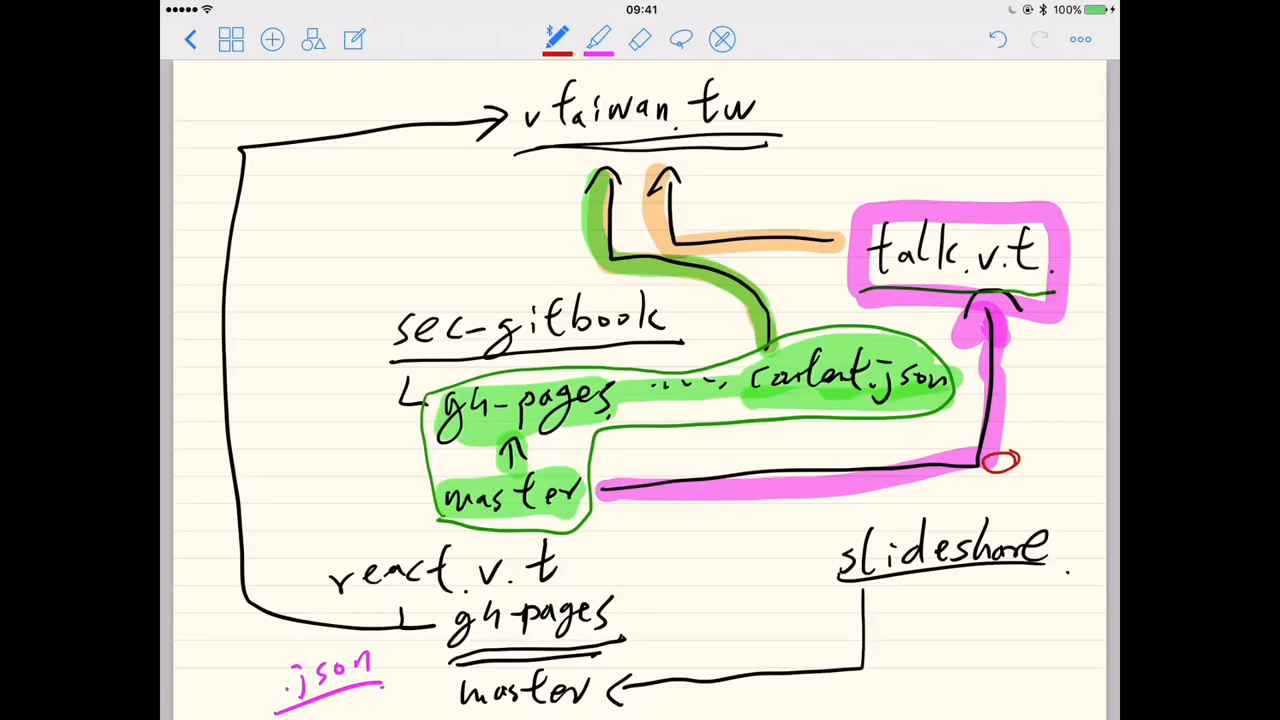 09:41
100%
vtaiwan.tw
talk.v.t.
sec-gitbook
gh-pages ..... content.json
master
slideshare.
react.v.t
gh-pages
.json
master